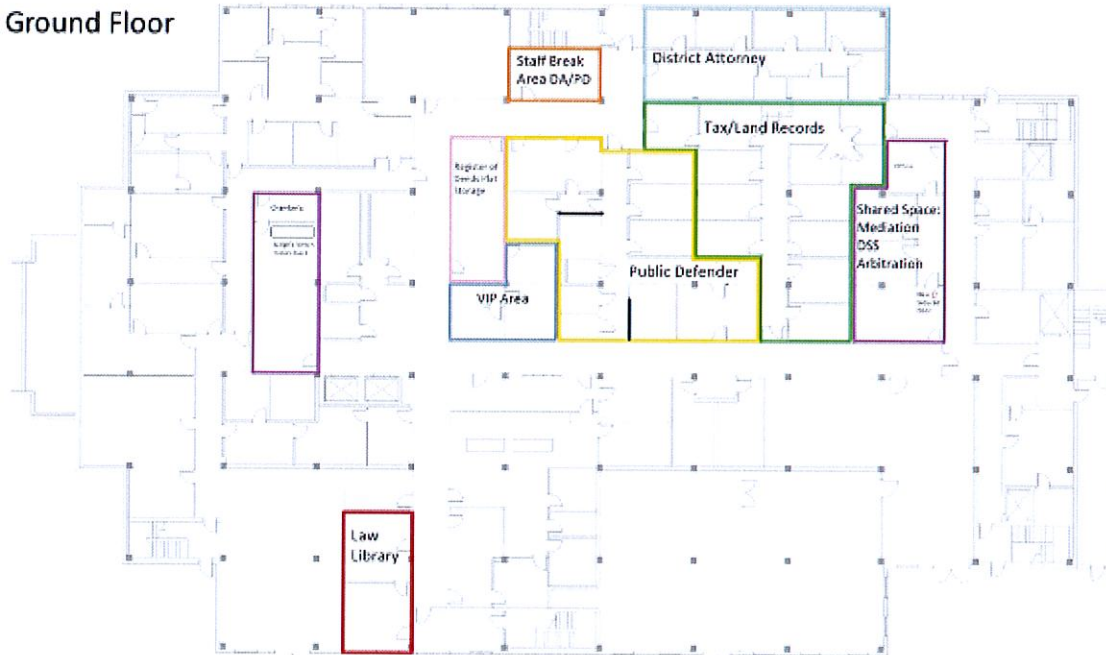 Ground Floor
Staff Break
Area DA/PD
District Attorney
Tax/Land Records
Register of
Deeds Plat
Storage
Chambers
Shared Space:
Mediation
DSS
Arbitration
Public Defender
VIP Area
Law
Library